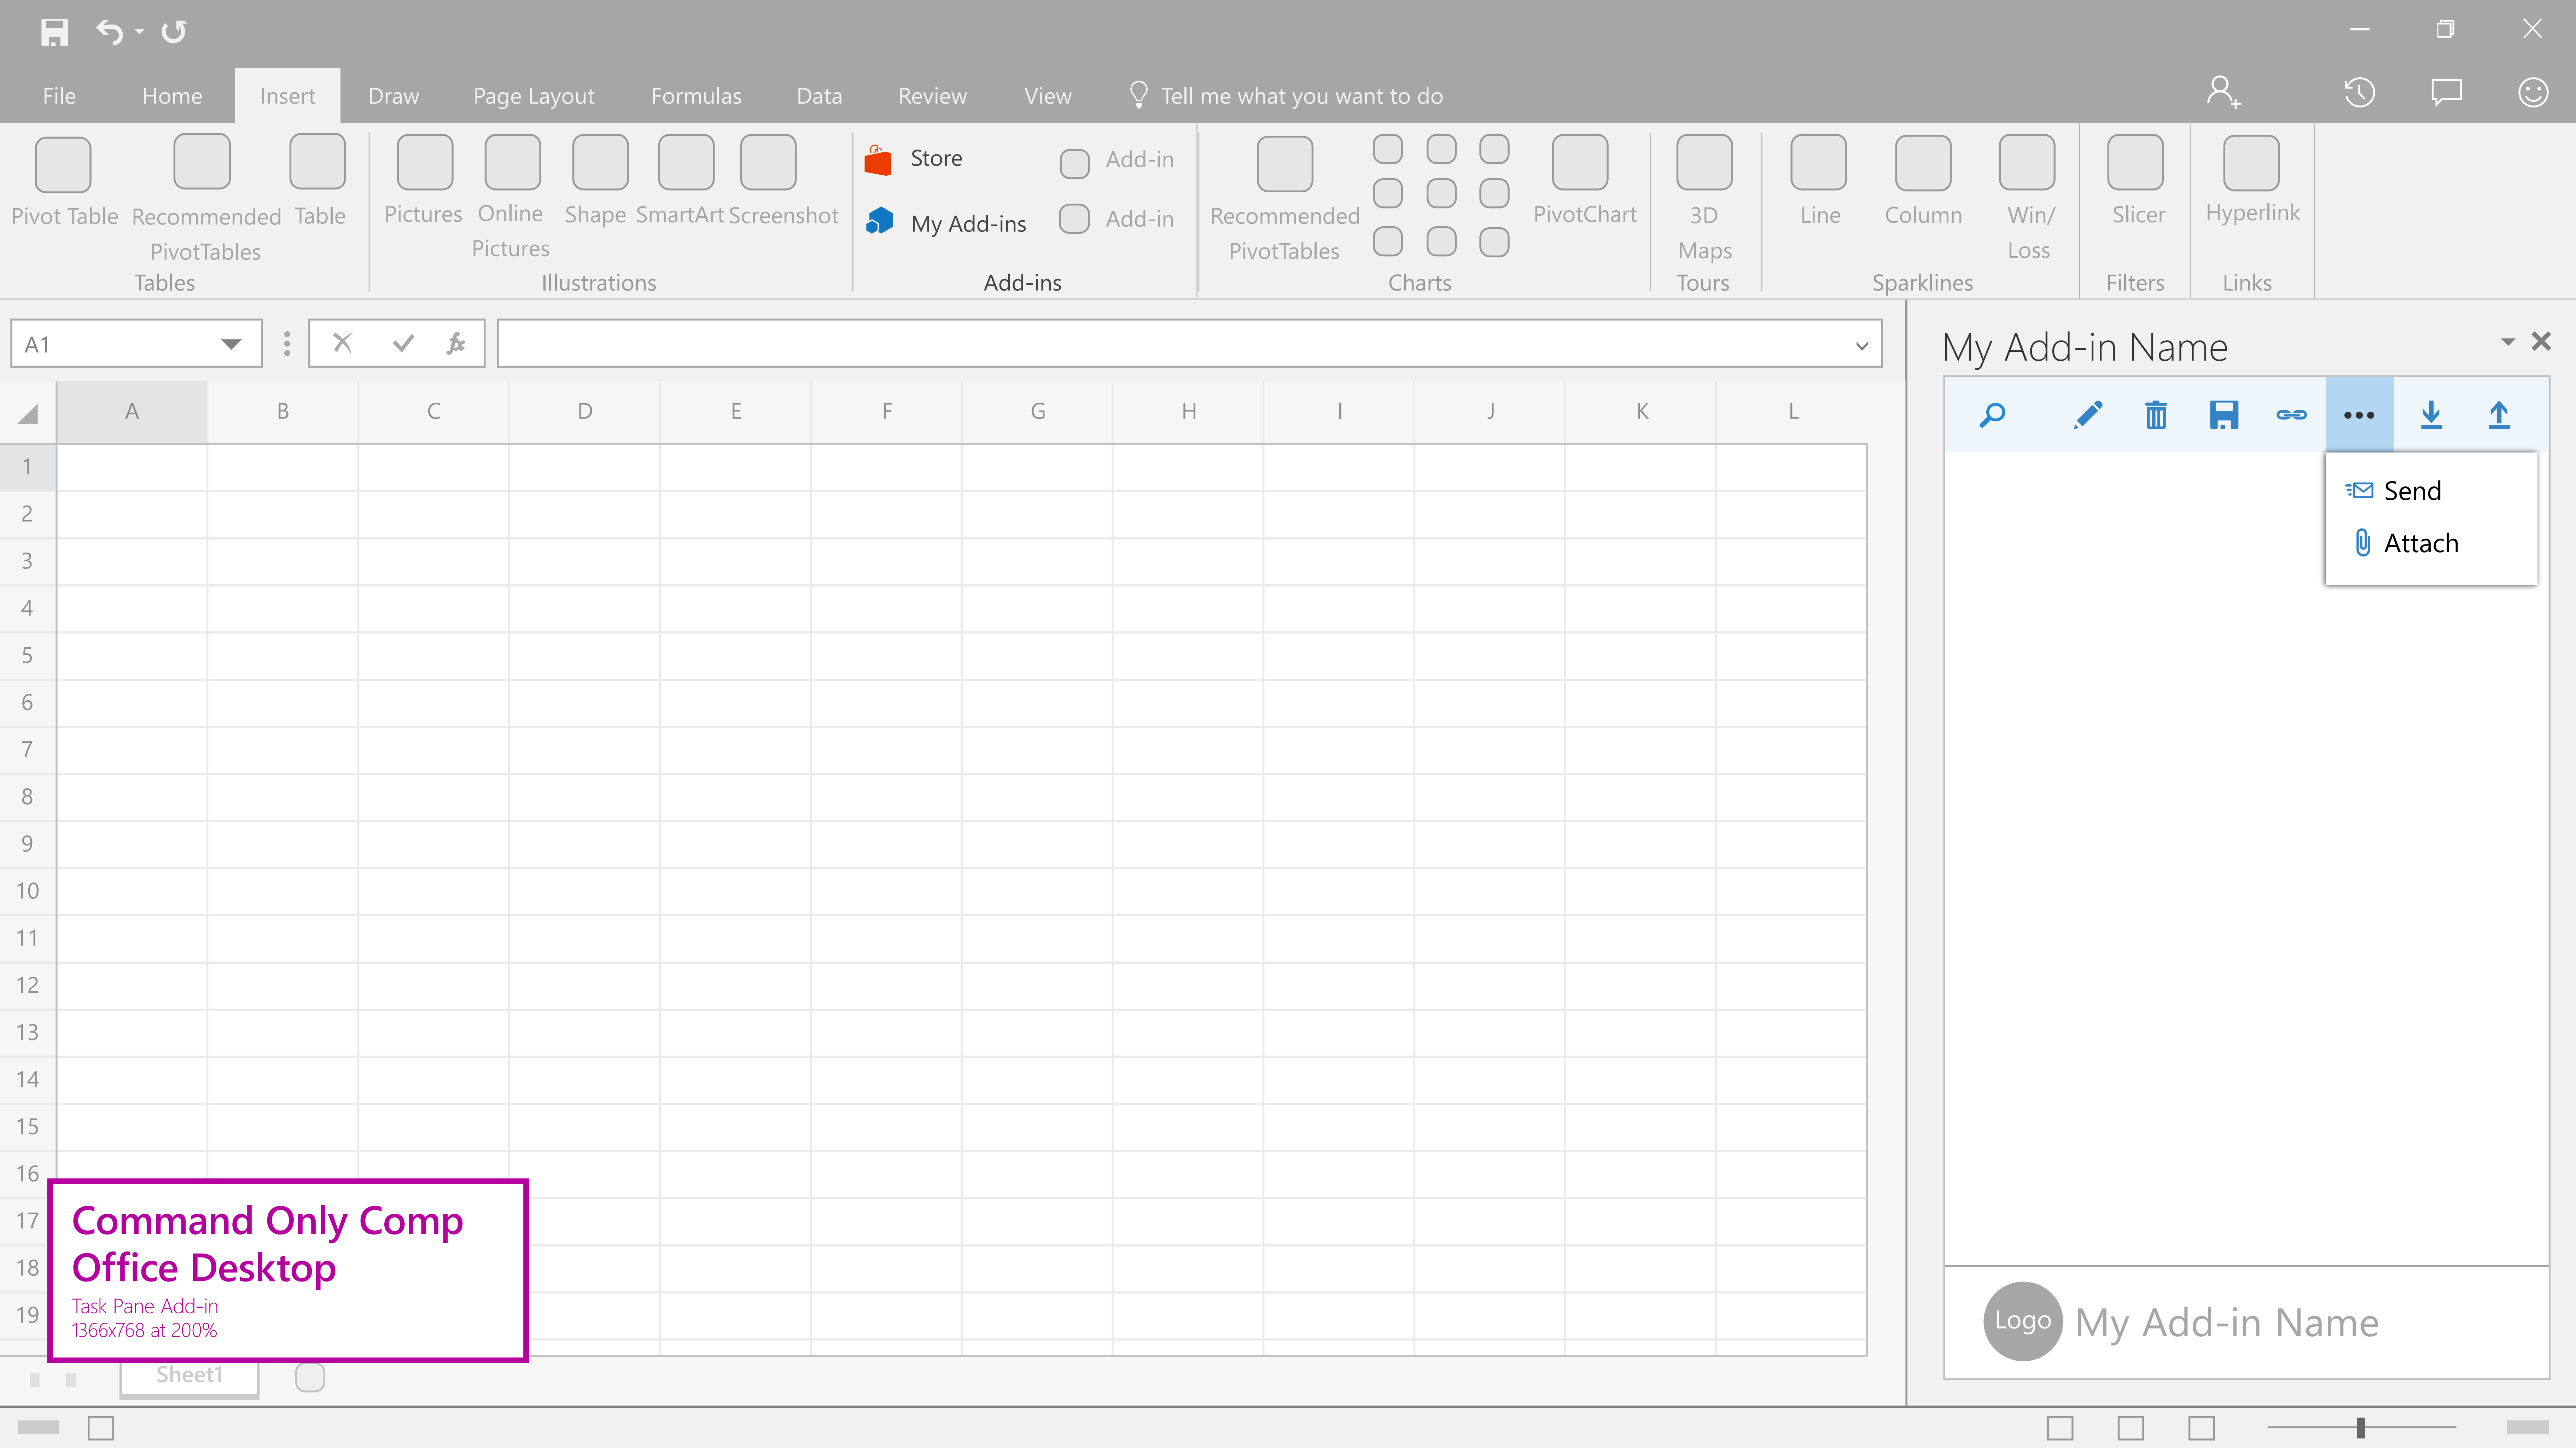 File Home Insert Draw Page Layout Formulas Data Review View Tell me what you want to do
Pivot Table
Recommended
PivotTables
Table
Tables
Pictures
Online
Pictures
Shape
SmartArt
Screenshot
Illustrations
Store
My Add-ins
Add-in
Add-in
Add-ins
Recommended
PivotTables
PivotChart
Charts
3D
Maps
Tours
Line
Column
Win/
Loss
Sparklines
Slicer
Filters
Hyperlink
Links
A1
fx
A B C D E F G H I J K L
1
2
3
4
5
6
7
8
9
10
11
12
13
14
15
16
17
18
19
Command Only Comp
Office Desktop
Task Pane Add-in
1366x768 at 200%
Sheet1
My Add-in Name
Send
Attach
Logo
My Add-in Name